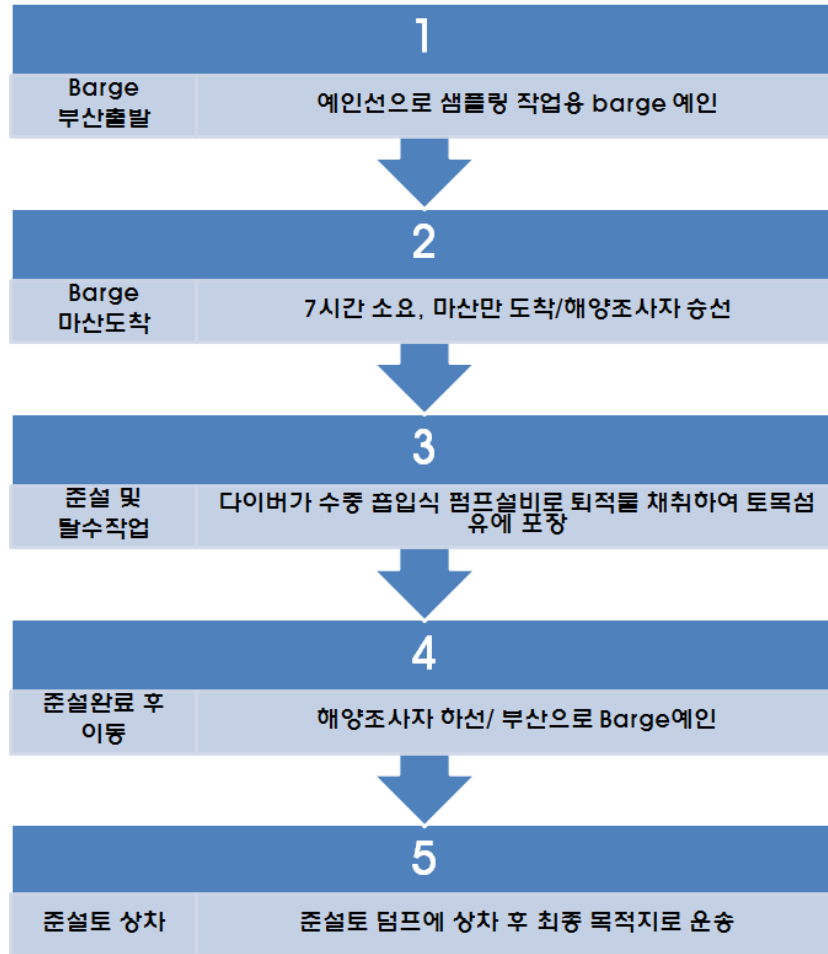 1
Barge
부산출발
예인선으로 샘플링 작업용 barge 예인
2
Barge
마산도착
7시간 소요, 마산만 도착/해양조사자 승선
3
준설 및
탈수작업
다이버가 수중 흡입식 펌프설비로 퇴적물 채취하여 토목섬
유에 포장
4
준설완료 후
이동
해양조사자 하선/ 부산으로 Barge예인
5
준설토 상차
준설토 덤프에 상차 후 최종 목적지로 운송